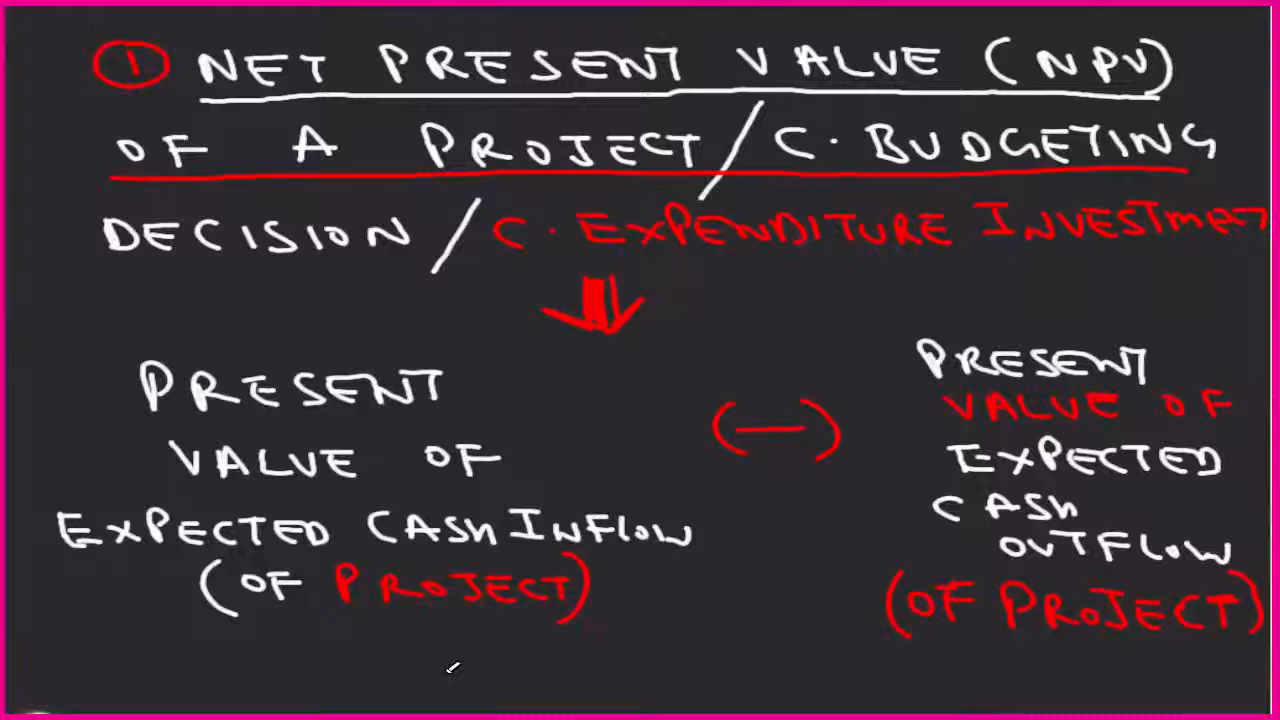 ① NET PRESENT VALUE (NPV)
OF A PROJECT / C. BUDGETING
DECISION / C. EXPENDITURE INVESTMENT
PRESENT
VALUE OF
EXPECTED CASH INFLOW
(OF PROJECT)
(—)
PRESENT
VALUE OF
EXPECTED
CASH
OUTFLOW
(OF PROJECT)